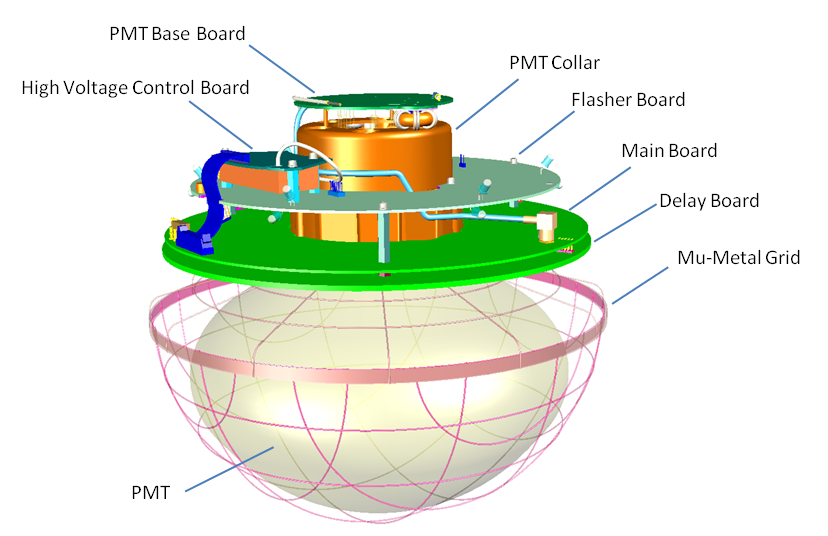 PMT Base Board
PMT Collar
High Voltage Control Board
Flasher Board
Main Board
Delay Board
Mu-Metal Grid
PMT